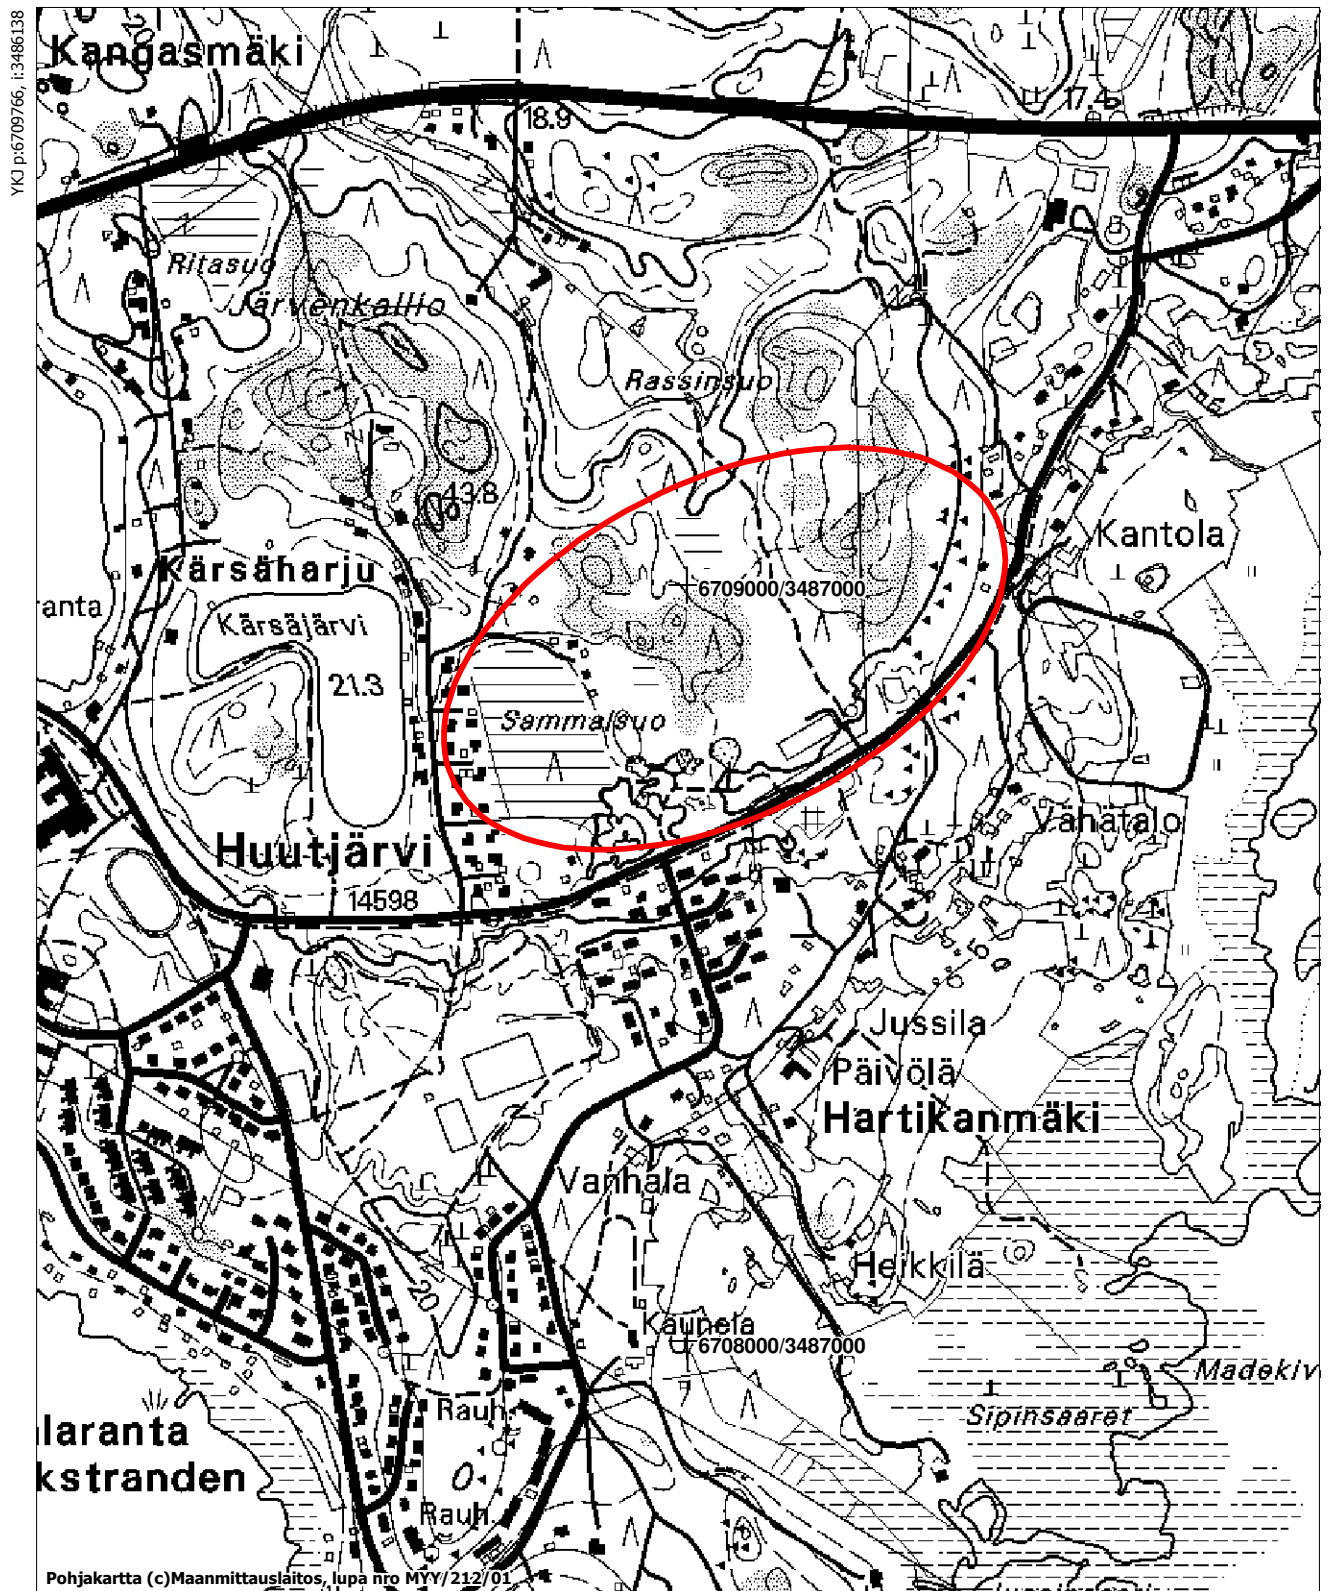 YKJ p:6709766, i:3486138
Kangasmäki
17.4
18.9
Ritasuo
Järvenkallio
Rassinsuo
43.8
Kantola
Kärsäharju
6709000/3487000
ranta
Kärsäjärvi
21.3
Sammalsuo
Vähätalo
Huutjärvi
14598
5
Jussila
Päivölä
Hartikanmäki
Vanhala
Heikkilä
20
Kaunela
6708000/3487000
Madekiv
Rauh.
Sipinsaaret
laranta
kstranden
Rauh.
Pohjakartta (c)Maanmittauslaitos, lupa nro MYY/212/01